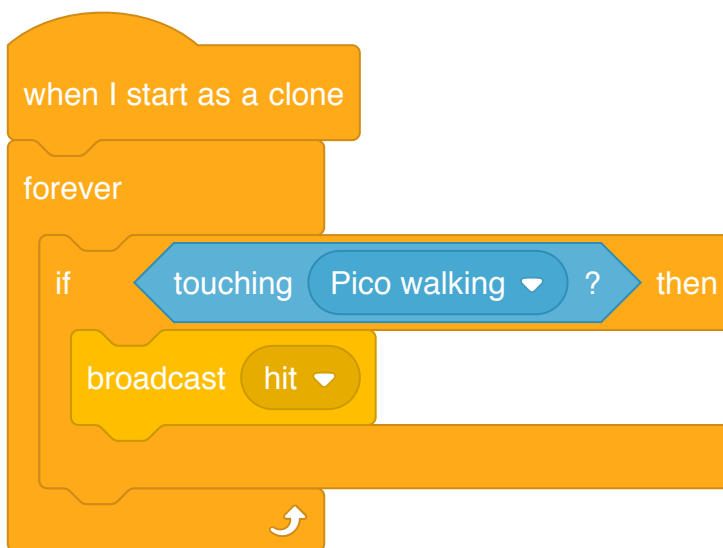 when I start as a clone
forever
if touching Pico walking ? then
broadcast hit